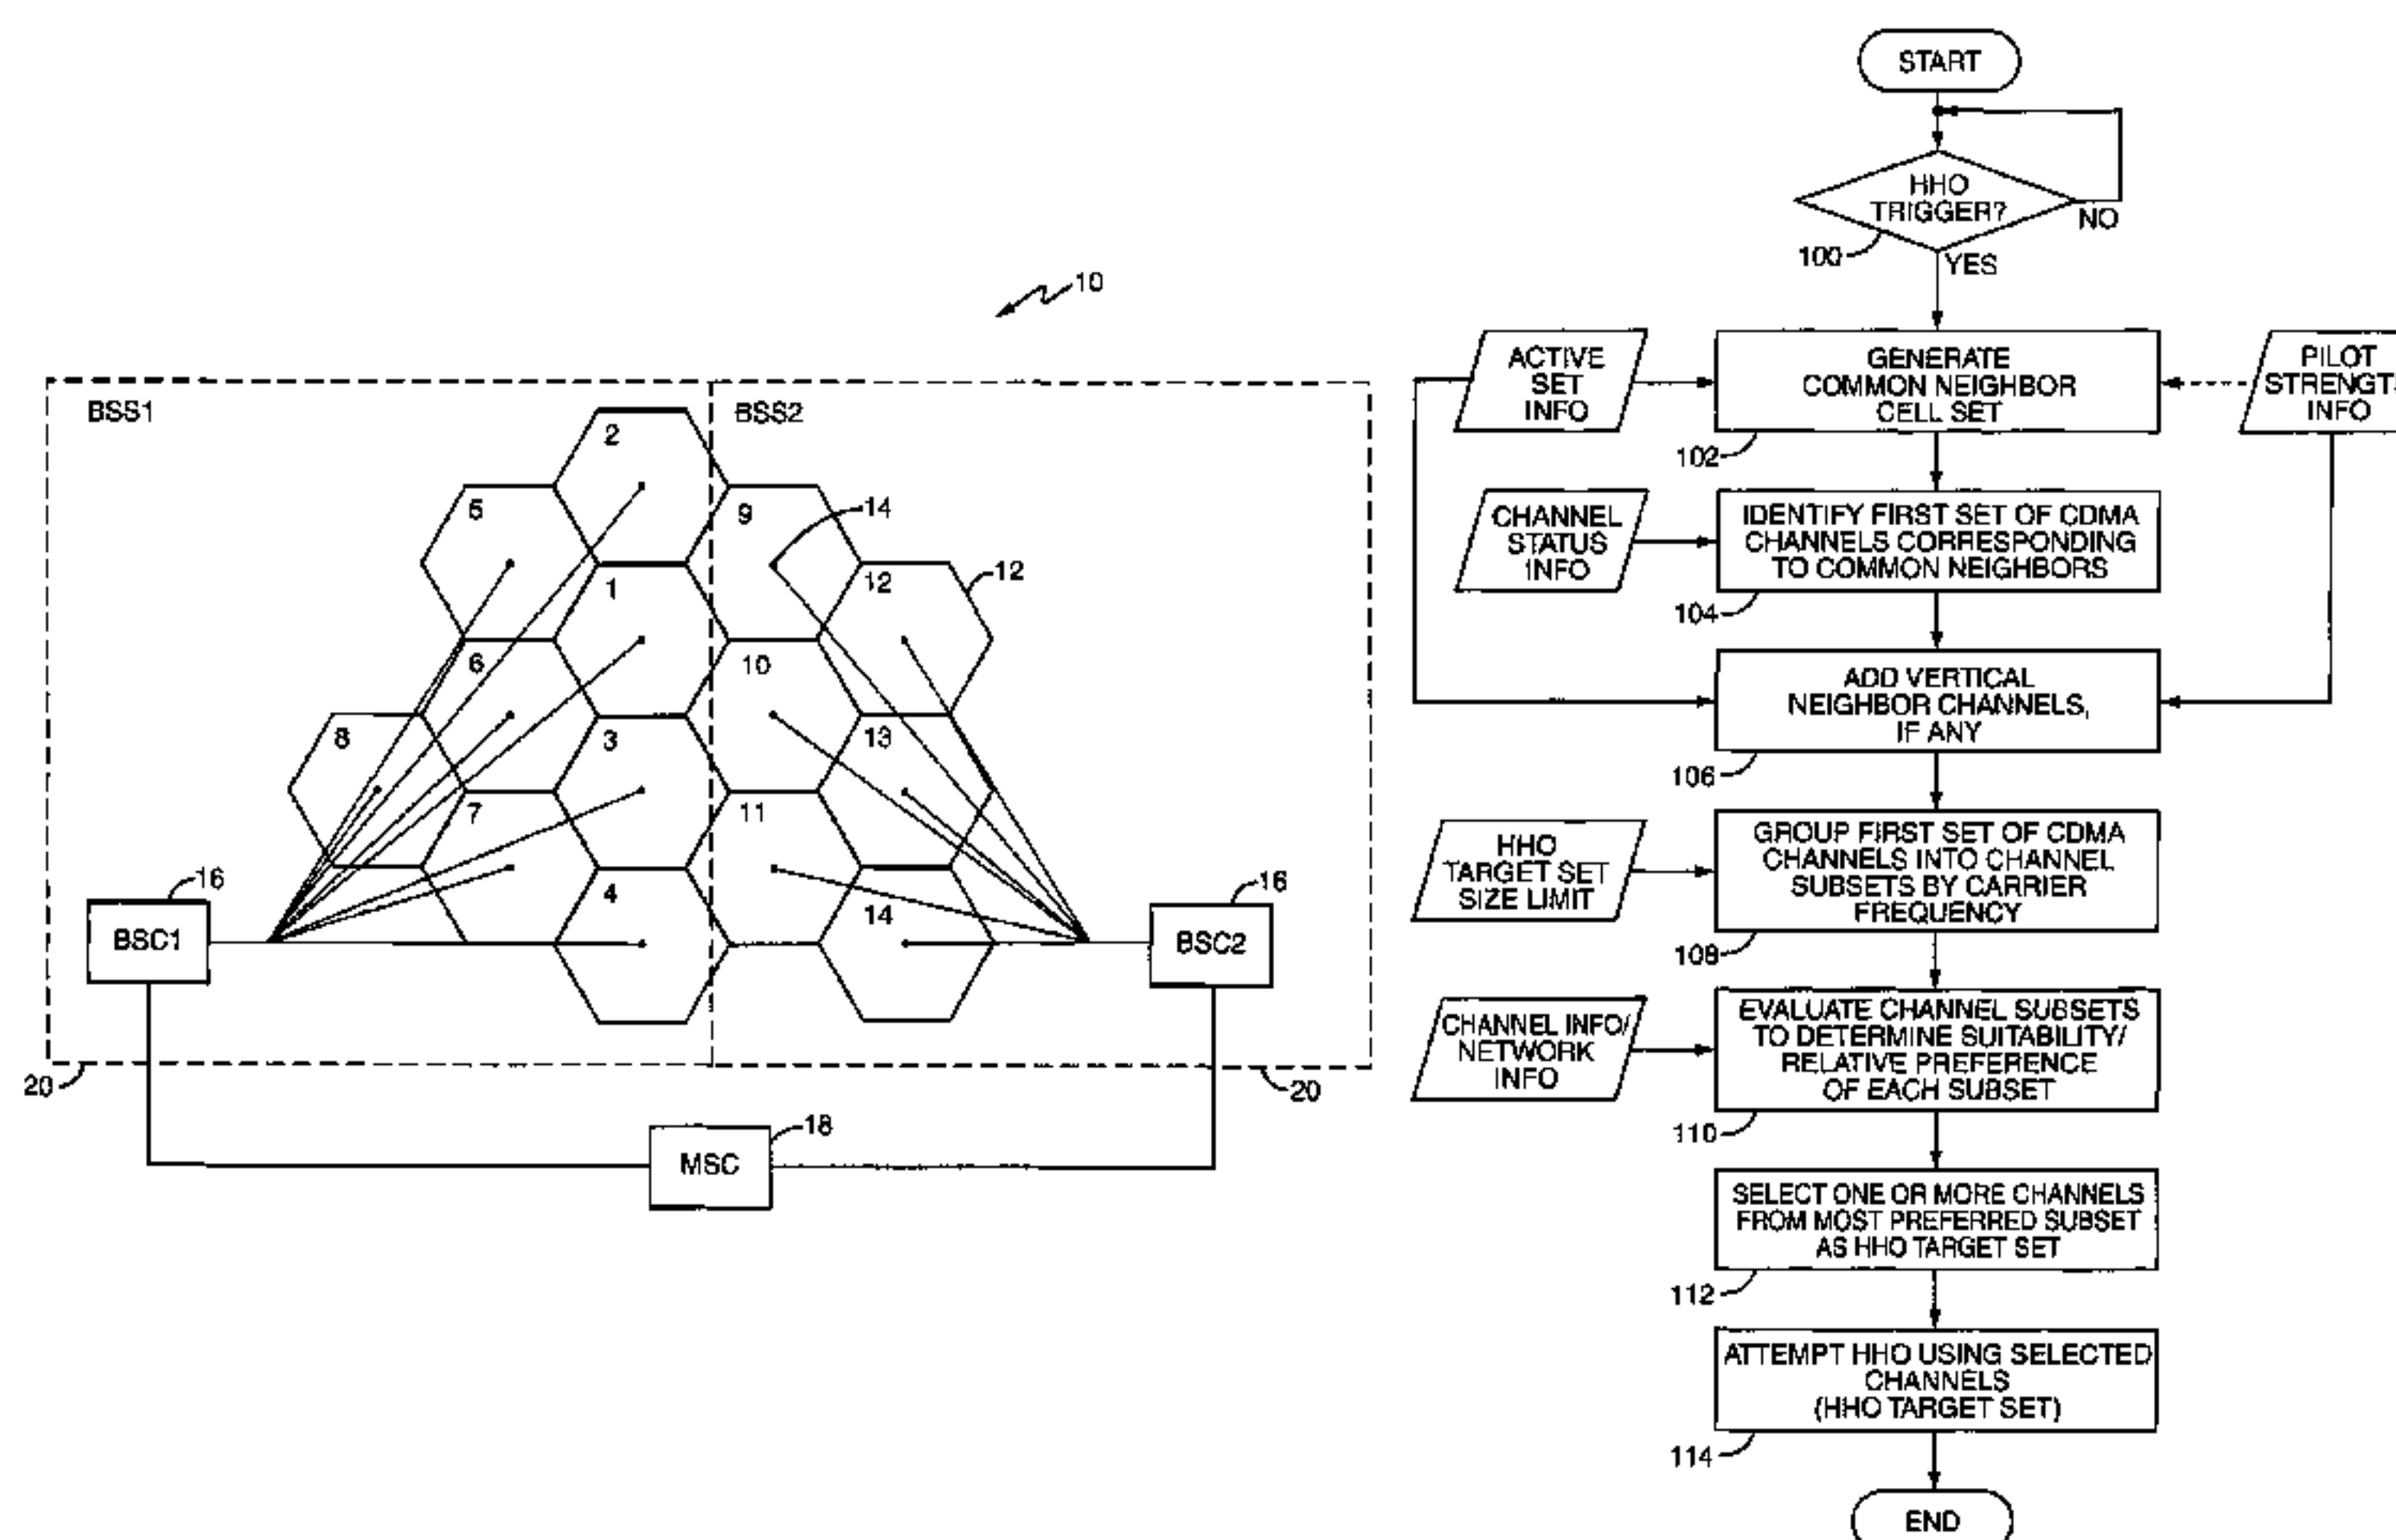 10
BSS1
BSS2
2
5
9
14
1
12
12
6
10
8
3
13
7
11
4
14
16
BSC1
16
BSC2
20
20
18
MSC
START
HHO
TRIGGER?
NO
100
YES
ACTIVE
SET
INFO
GENERATE
COMMON NEIGHBOR
CELL SET
PILOT
STRENGTH
INFO
102
CHANNEL
STATUS
INFO
IDENTIFY FIRST SET OF CDMA
CHANNELS CORRESPONDING
TO COMMON NEIGHBORS
104
ADD VERTICAL
NEIGHBOR CHANNELS,
IF ANY
106
HHO
TARGET SET
SIZE LIMIT
GROUP FIRST SET OF CDMA
CHANNELS INTO CHANNEL
SUBSETS BY CARRIER
FREQUENCY
108
CHANNEL INFO/
NETWORK
INFO
EVALUATE CHANNEL SUBSETS
TO DETERMINE SUITABILITY/
RELATIVE PREFERENCE
OF EACH SUBSET
110
SELECT ONE OR MORE CHANNELS
FROM MOST PREFERRED SUBSET
AS HHO TARGET SET
112
ATTEMPT HHO USING SELECTED
CHANNELS
(HHO TARGET SET)
114
END